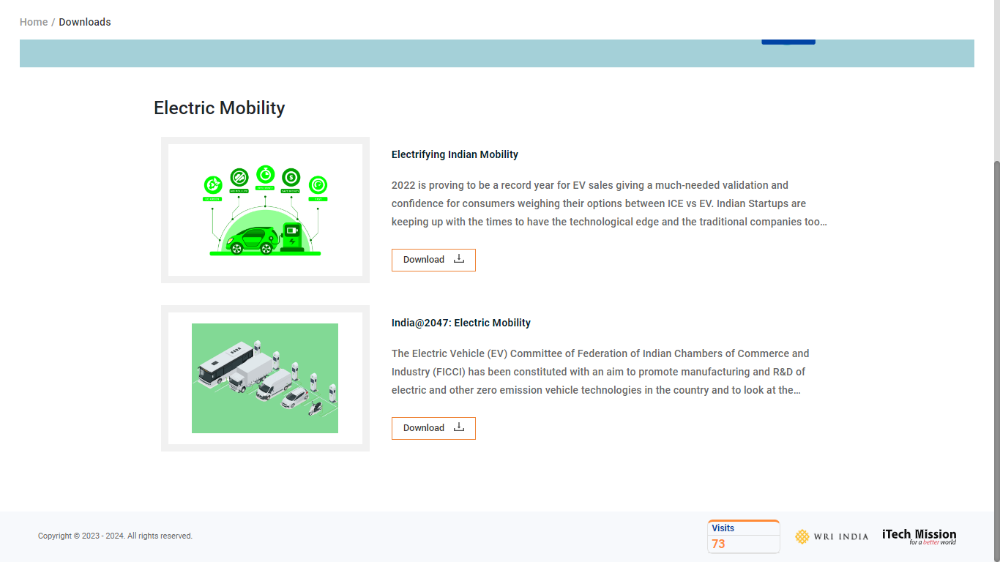 Home / Downloads
Electric Mobility
Electrifying Indian Mobility
2022 is proving to be a record year for EV sales giving a much-needed validation and
confidence for consumers weighing their options between ICE vs EV. Indian Startups are
keeping up with the times to have the technological edge and the traditional companies too...
Download
India@2047: Electric Mobility
The Electric Vehicle (EV) Committee of Federation of Indian Chambers of Commerce and
Industry (FICCI) has been constituted with an aim to promote manufacturing and R&D of
electric and other zero emission vehicle technologies in the country and to look at the...
Download
Copyright © 2023 - 2024. All rights reserved.
Visits
73
WRI INDIA
iTech Mission
for a better world